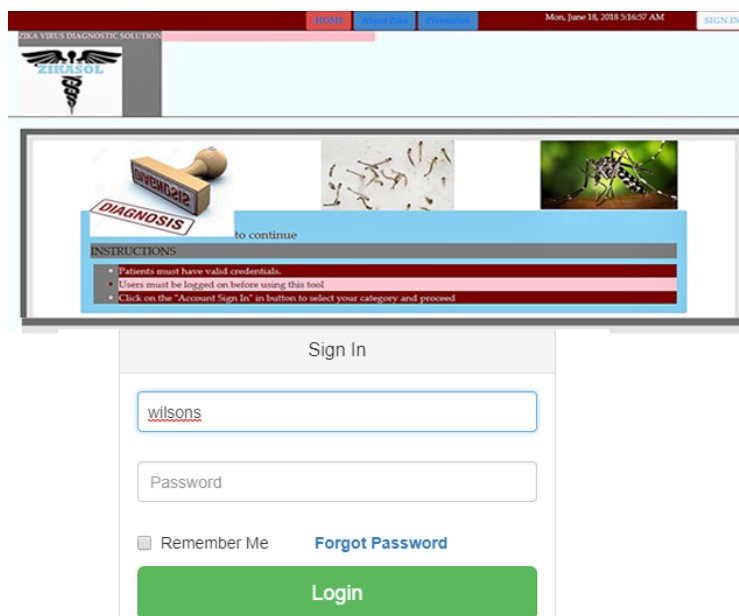 HOME About Zika Prevention Mon, June 18, 2018 5:16:57 AM SIGN IN
ZIKA VIRUS DIAGNOSTIC SOLUTION
ZIKASOL
DIAGNOSIS
DIAGNOSIS
to continue
INSTRUCTIONS
Patients must have valid credentials.
Users must be logged on before using this tool
Click on the "Account Sign In" in button to select your category and proceed
Sign In
wilsons
Password
Remember Me Forgot Password
Login